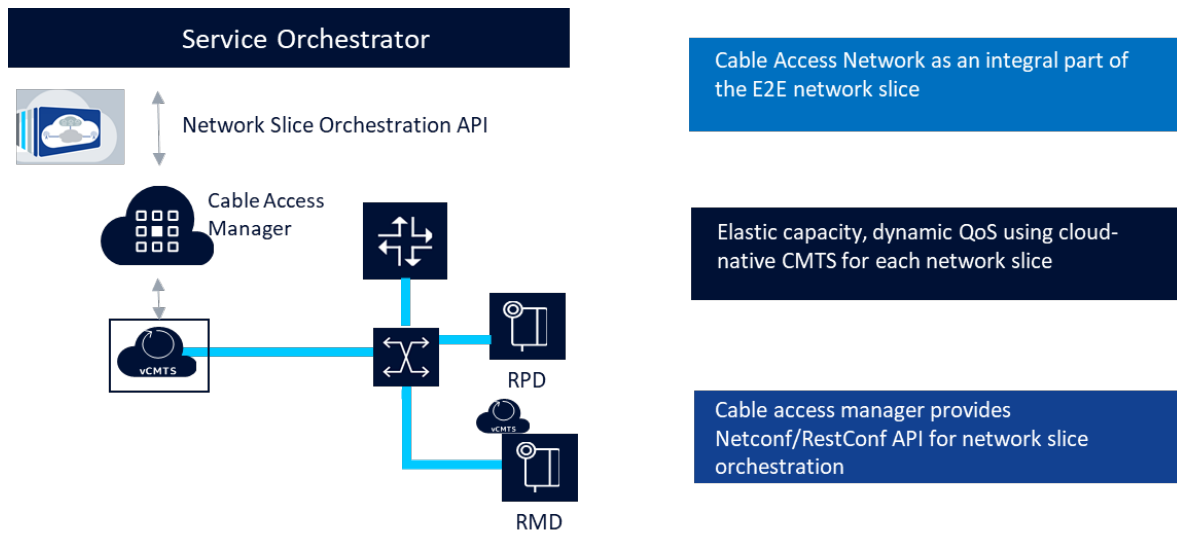 Service Orchestrator
Network Slice Orchestration API
Cable Access
Manager
vCMTS
RPD
vCMTS
RMD
Cable Access Network as an integral part of
the E2E network slice
Elastic capacity, dynamic QoS using cloud-
native CMTS for each network slice
Cable access manager provides
Netconf/RestConf API for network slice
orchestration